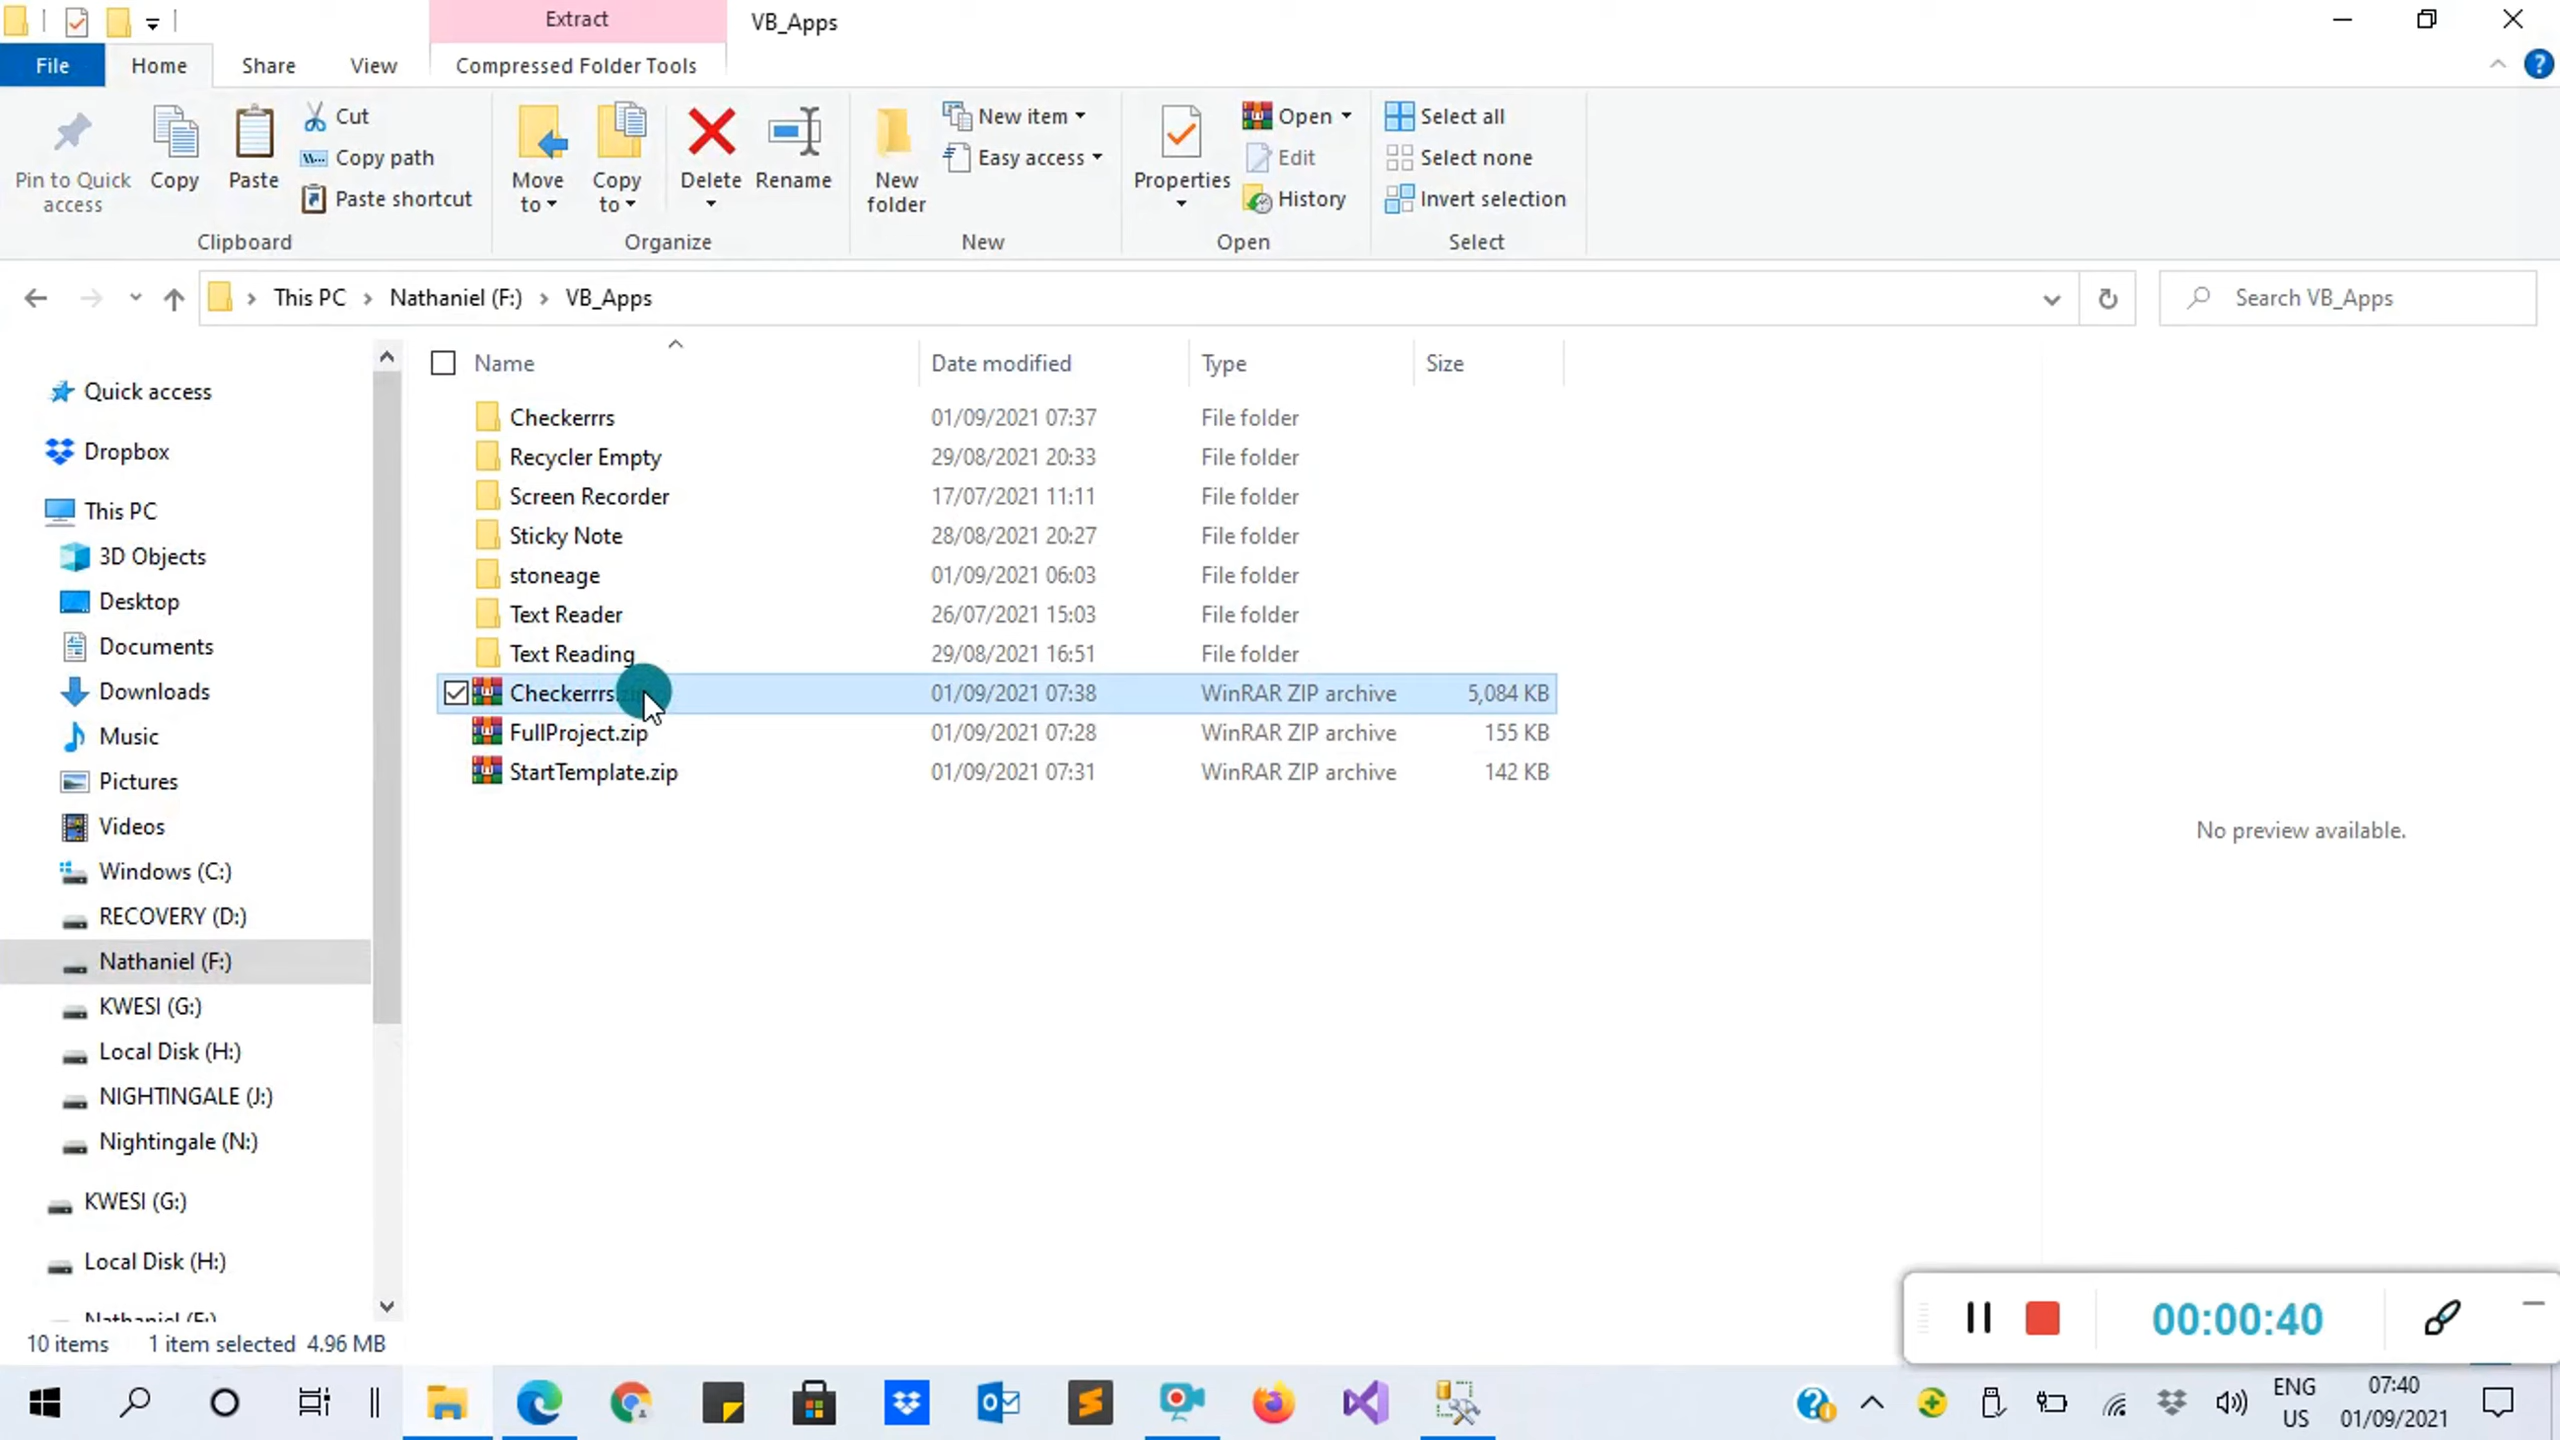 Extract
VB_Apps
File
Home
Share
View
Compressed Folder Tools
Pin to Quick
access
Copy
Paste
Cut
Copy path
Paste shortcut
Clipboard
Move
to
Copy
to
Delete
Rename
Organize
New
folder
New item
Easy access
New
Properties
Open
Edit
History
Open
Select all
Select none
Invert selection
Select
This PC > Nathaniel (F:) > VB_Apps
Search VB_Apps
Name Date modified Type Size
Quick access
Dropbox
This PC
3D Objects
Desktop
Documents
Downloads
Music
Pictures
Videos
Windows (C:)
RECOVERY (D:)
Nathaniel (F:)
KWESI (G:)
Local Disk (H:)
NIGHTINGALE (J:)
Nightingale (N:)
KWESI (G:)
Local Disk (H:)
Nathaniel (F:)
Checkerrrs 01/09/2021 07:37 File folder
Recycler Empty 29/08/2021 20:33 File folder
Screen Recorder 17/07/2021 11:11 File folder
Sticky Note 28/08/2021 20:27 File folder
stoneage 01/09/2021 06:03 File folder
Text Reader 26/07/2021 15:03 File folder
Text Reading 29/08/2021 16:51 File folder
Checkerrrs.zip 01/09/2021 07:38 WinRAR ZIP archive 5,084 KB
FullProject.zip 01/09/2021 07:28 WinRAR ZIP archive 155 KB
StartTemplate.zip 01/09/2021 07:31 WinRAR ZIP archive 142 KB
No preview available.
00:00:40
10 items 1 item selected 4.96 MB
ENG
US
07:40
01/09/2021